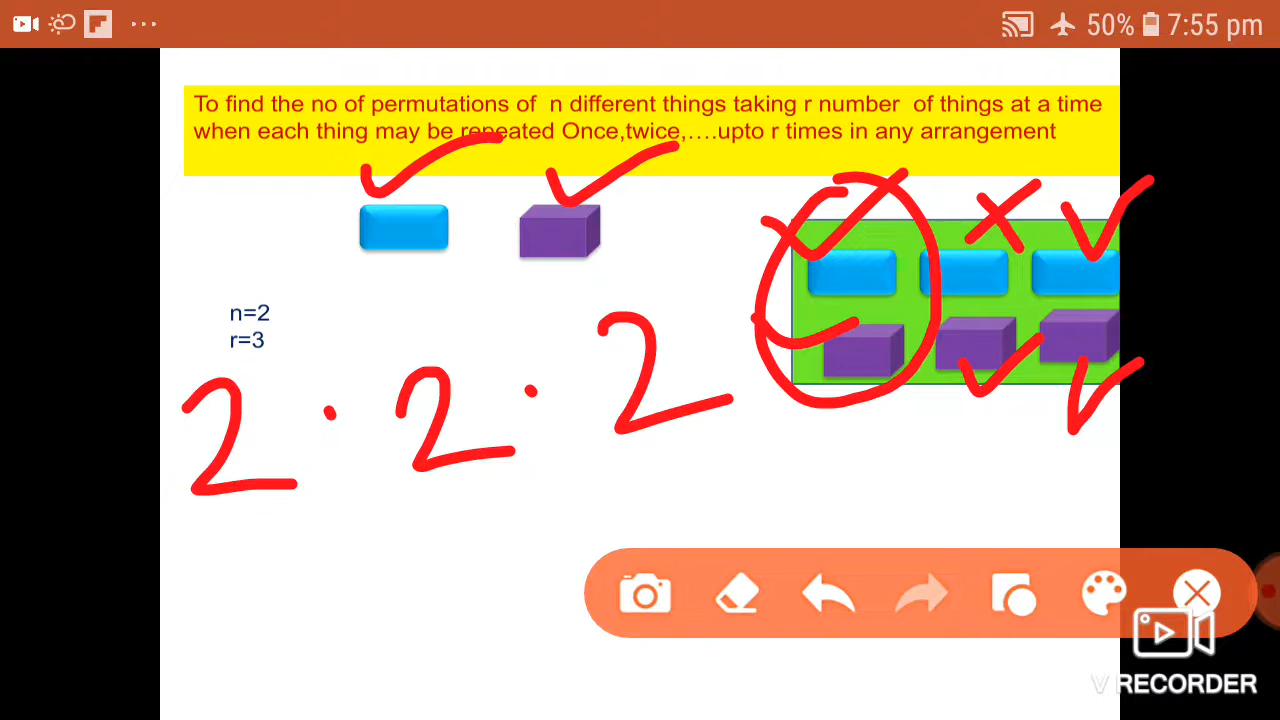 50% 7:55 pm
To find the no of permutations of n different things taking r number of things at a time
when each thing may be repeated Once,twice,....upto r times in any arrangement
n=2
r=3
2 . 2 . 2
V RECORDER